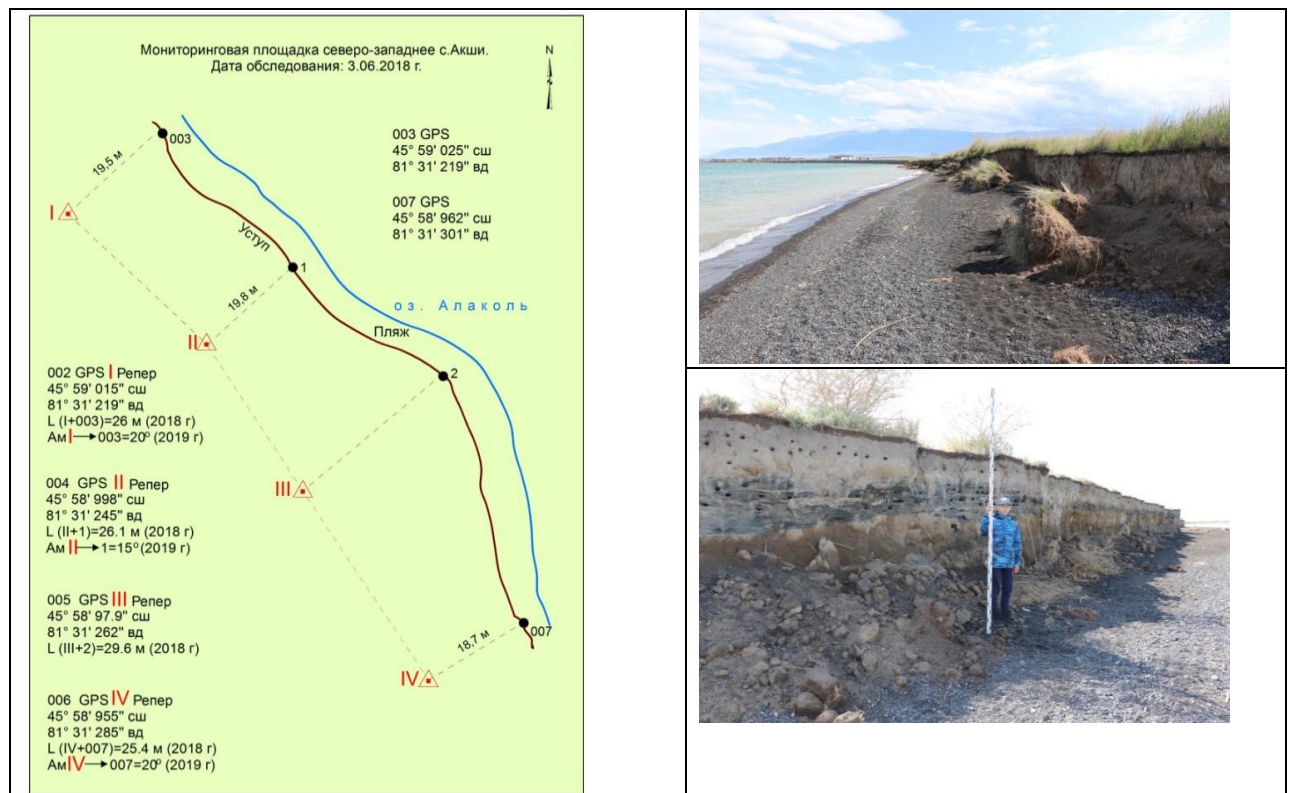 Мониторинговая площадка северо-западнее с.Акши.
Дата обследования: 3.06.2018 г.
N
003
003 GPS
45° 59' 025" сш
81° 31' 219" вд
19,5 м
007 GPS
45° 58' 962" сш
81° 31' 301" вд
I
Уступ
1
19,8 м
оз. Алаколь
Пляж
II
002 GPS I Репер
45° 59' 015" сш
81° 31' 219" вд
L (I+003)=26 м (2018 г)
Ам I→003=20° (2019 г)
2
004 GPS II Репер
45° 58' 998" сш
81° 31' 245" вд
L (II+1)=26.1 м (2018 г)
Ам II→1=15° (2019 г)
III
005 GPS III Репер
45° 58' 97.9" сш
81° 31' 262" вд
L (III+2)=29.6 м (2018 г)
007
18,7 м
IV
006 GPS IV Репер
45° 58' 955" сш
81° 31' 285" вд
L (IV+007)=25.4 м (2018 г)
Ам IV→007=20° (2019 г)